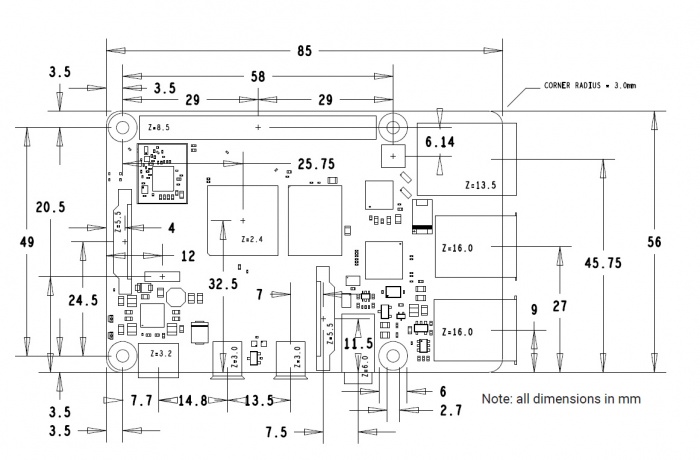 85
3.5
58
3.5
CORNER RADIUS = 3.0mm
29
29
Z=8.5
6.14
25.75
Z=13.5
20.5
Z=5.5
4
49
Z=2.4
56
12
Z=16.0
45.75
32.5
7
27
24.5
9
Z=5.5
11.5
Z=16.0
Z=3.2
Z=3.0
Z=3.0
Z=6.0
6
Note: all dimensions in mm
7.7
14.8
13.5
2.7
3.5
3.5
7.5